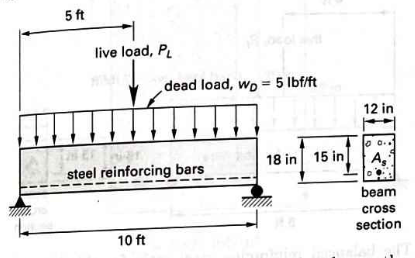 5 ft
live load, P_L
dead load, w_D = 5 lbf/ft
12 in
18 in
15 in
A_s
steel reinforcing bars
beam
cross
section
10 ft